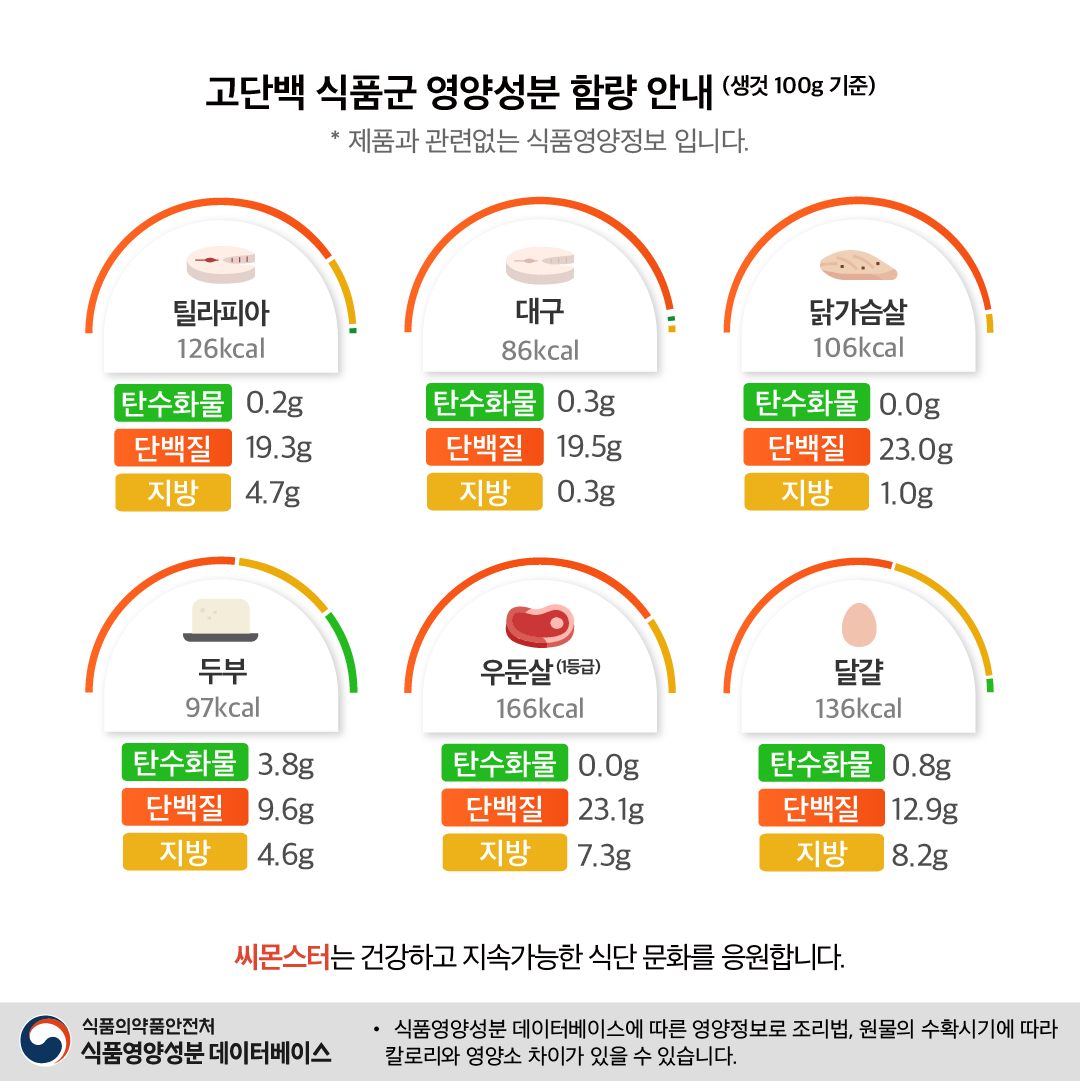 고단백 식품군 영양성분 함량 안내 (생것 100g 기준)
* 제품과 관련없는 식품영양정보 입니다.
틸라피아
126kcal
탄수화물 0.2g
단백질 19.3g
지방 4.7g
대구
86kcal
탄수화물 0.3g
단백질 19.5g
지방 0.3g
닭가슴살
106kcal
탄수화물 0.0g
단백질 23.0g
지방 1.0g
두부
97kcal
탄수화물 3.8g
단백질 9.6g
지방 4.6g
우둔살 (1등급)
166kcal
탄수화물 0.0g
단백질 23.1g
지방 7.3g
달걀
136kcal
탄수화물 0.8g
단백질 12.9g
지방 8.2g
씨몬스터는 건강하고 지속가능한 식단 문화를 응원합니다.
식품의약품안전처
식품영양성분 데이터베이스
• 식품영양성분 데이터베이스에 따른 영양정보로 조리법, 원물의 수확시기에 따라
칼로리와 영양소 차이가 있을 수 있습니다.